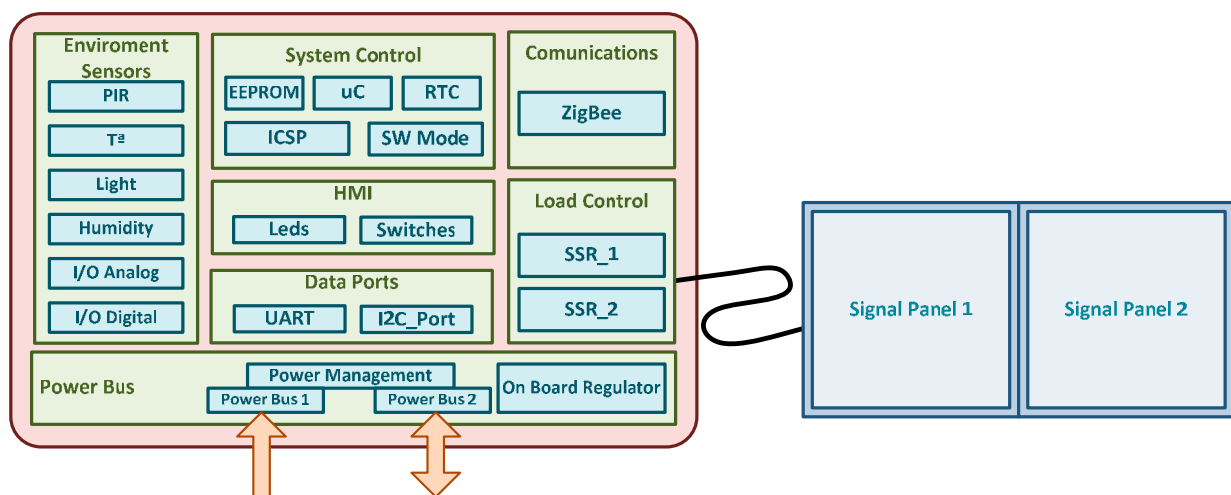 Enviroment
Sensors
PIR
Tª
Light
Humidity
I/O Analog
I/O Digital
System Control
EEPROM
uC
RTC
ICSP
SW Mode
HMI
Leds
Switches
Data Ports
UART
I2C_Port
Comunications
ZigBee
Load Control
SSR_1
SSR_2
Power Bus
Power Management
Power Bus 1
Power Bus 2
On Board Regulator
Signal Panel 1
Signal Panel 2